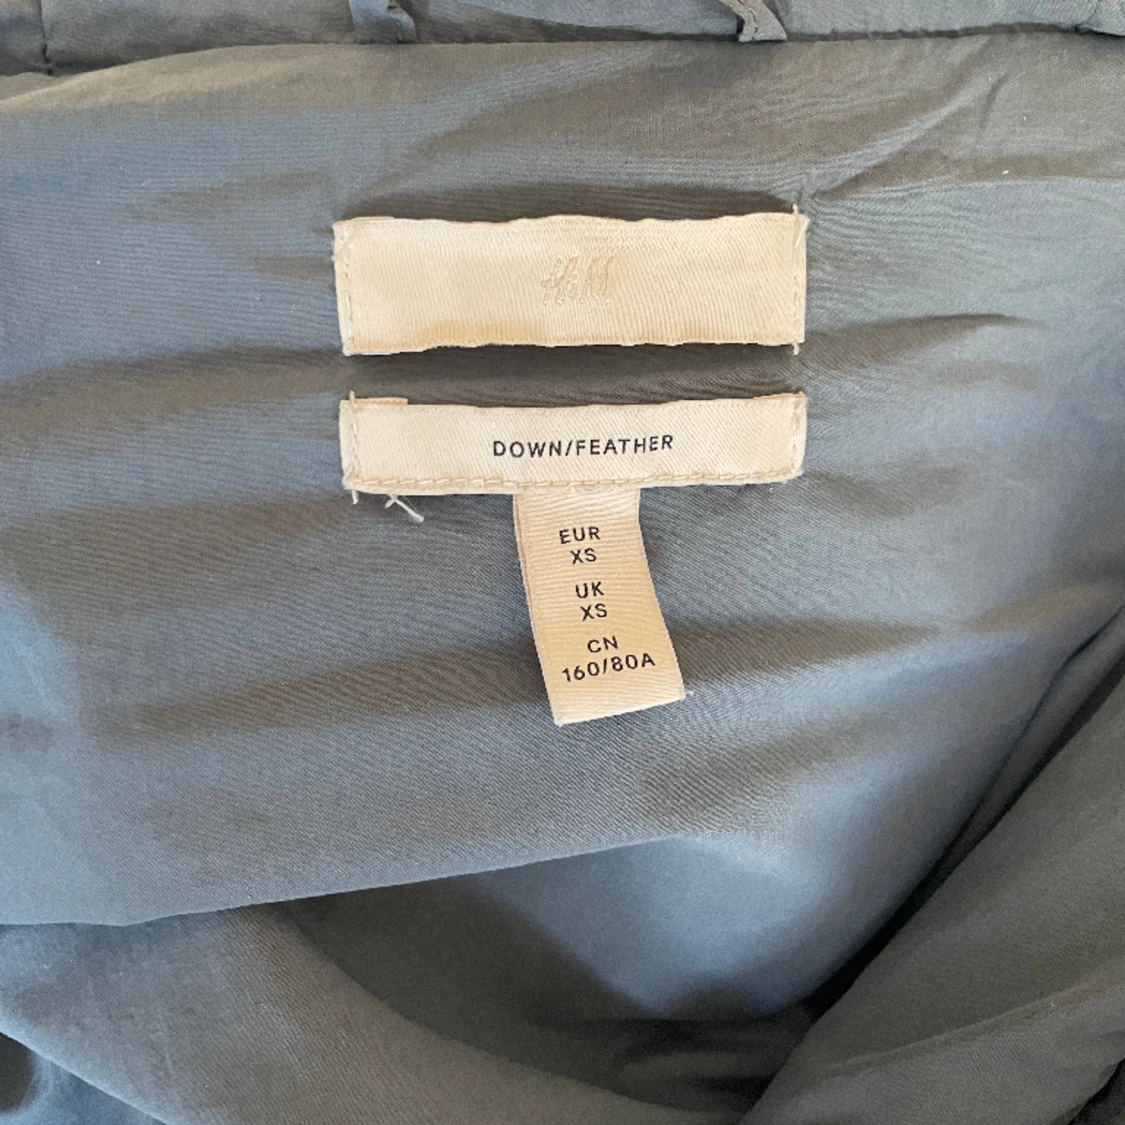 H&M
DOWN/FEATHER
EUR
XS
UK
XS
CN
160/80A